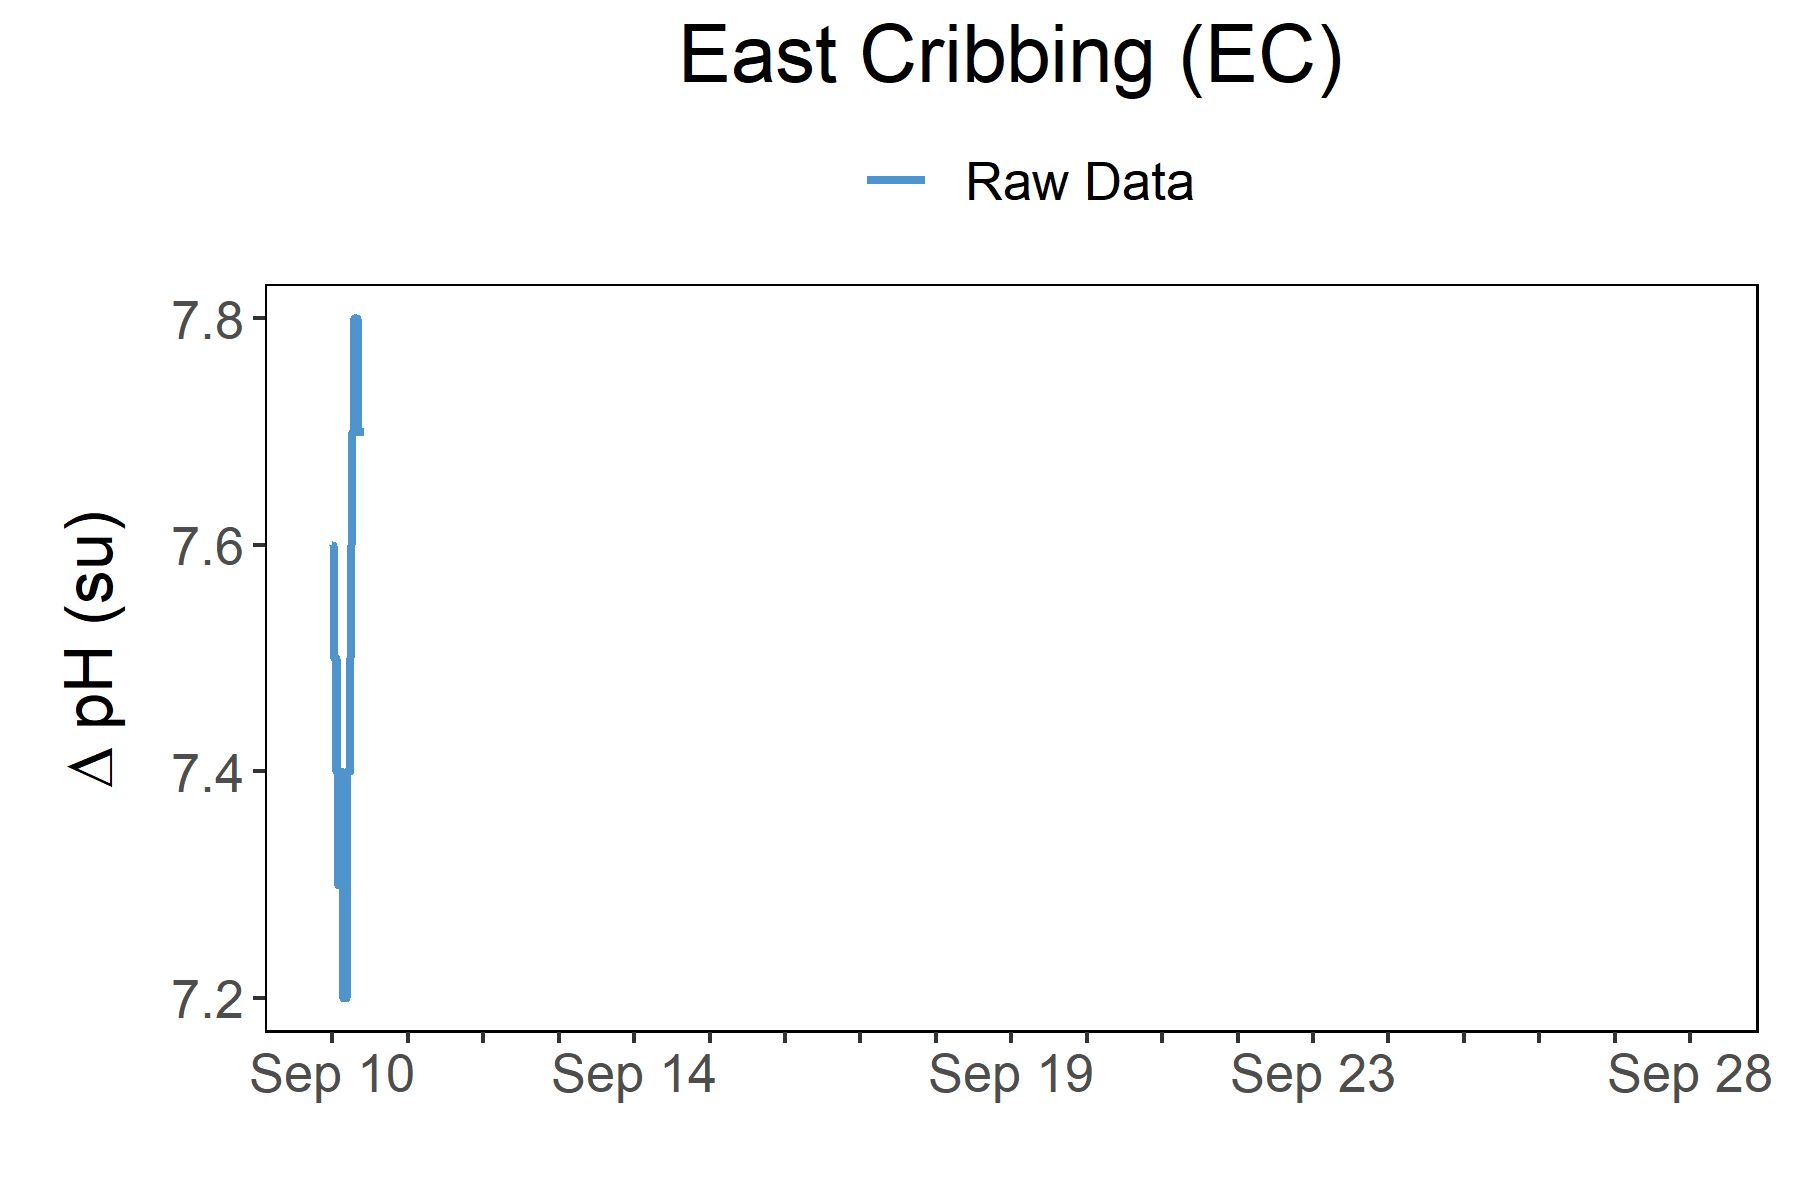 East Cribbing (EC)
Raw Data
Δ pH (su)
7.8
7.6
7.4
7.2
Sep 10 Sep 14 Sep 19 Sep 23 Sep 28